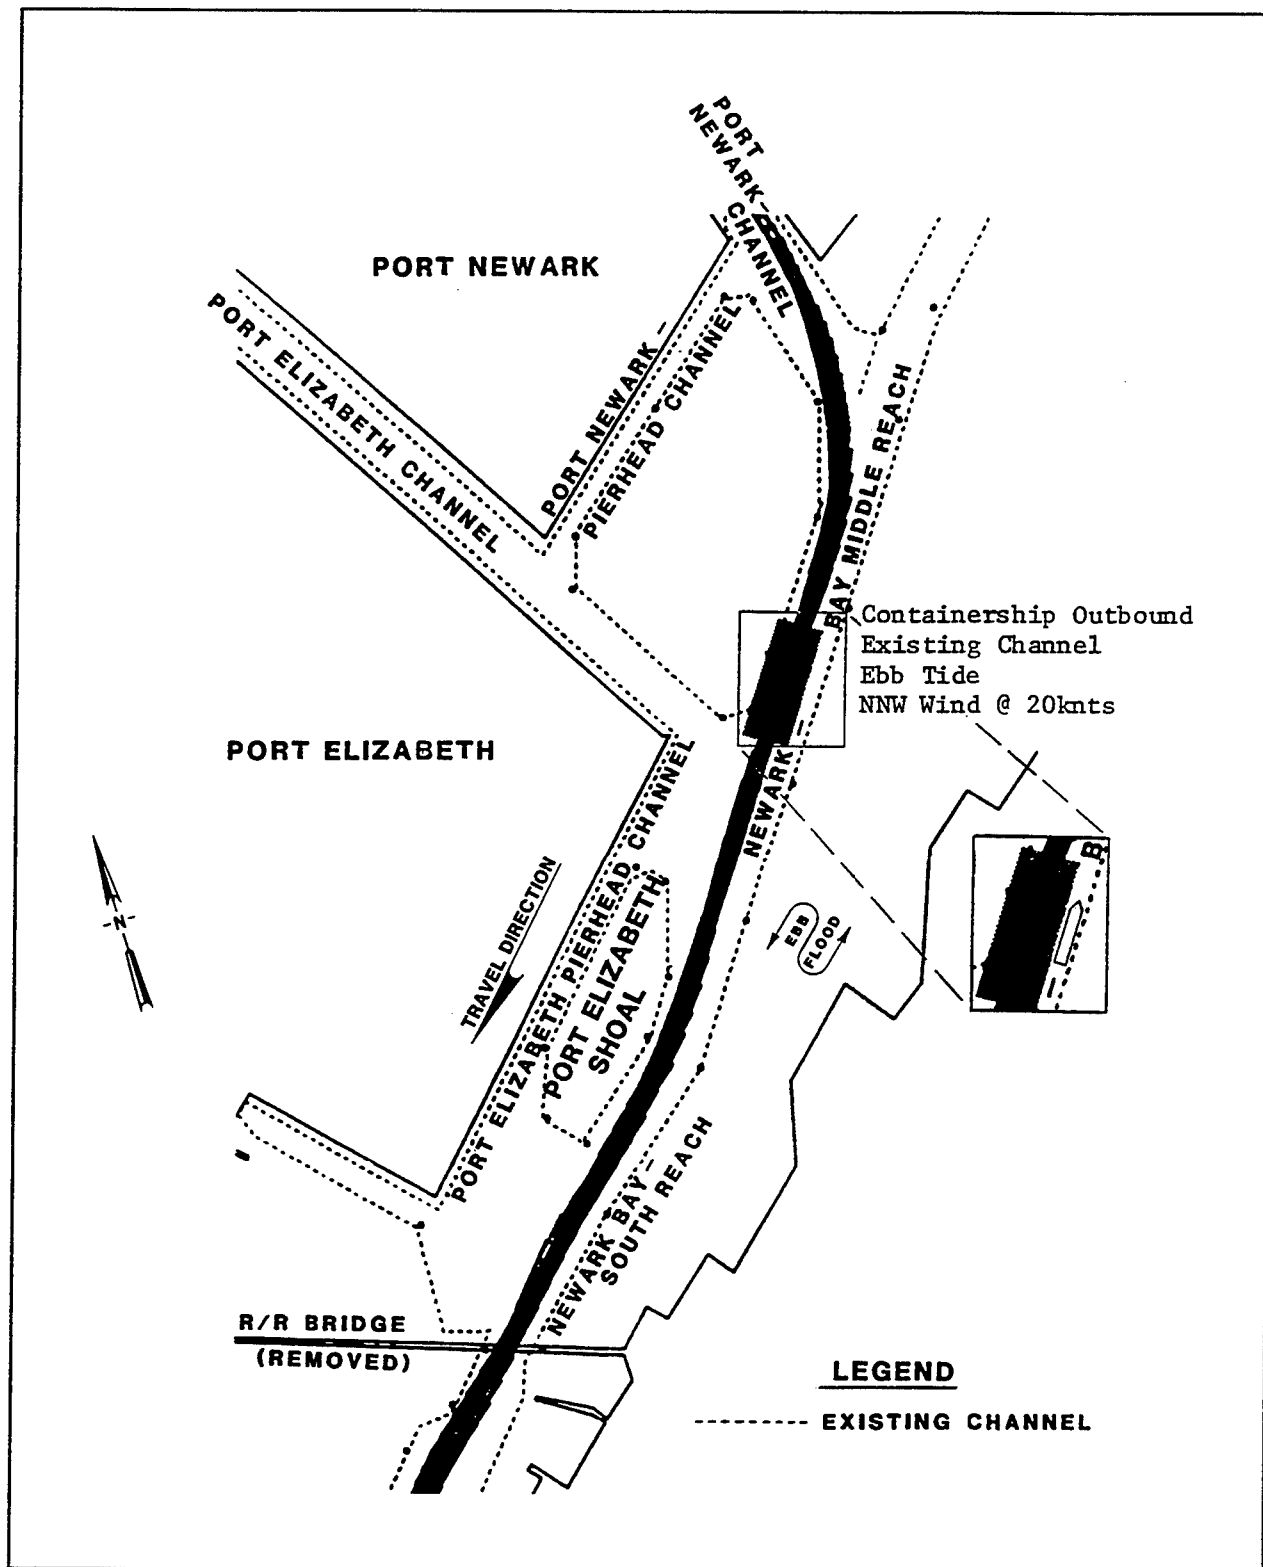 PORT
NEWARK-
CHANNEL
PORT NEWARK
PORT ELIZABETH CHANNEL
PORT NEWARK-
PIERHEAD CHANNEL
BAY MIDDLE REACH
NEWARK-
Containership Outbound
Existing Channel
Ebb Tide
NNW Wind @ 20knts
PORT ELIZABETH
PORT ELIZABETH PIERHEAD CHANNEL
PORT ELIZABETH
SHOAL
TRAVEL DIRECTION
EBB
FLOOD
B
-N-
NEWARK BAY-
SOUTH REACH
R/R BRIDGE
(REMOVED)
LEGEND
------- EXISTING CHANNEL